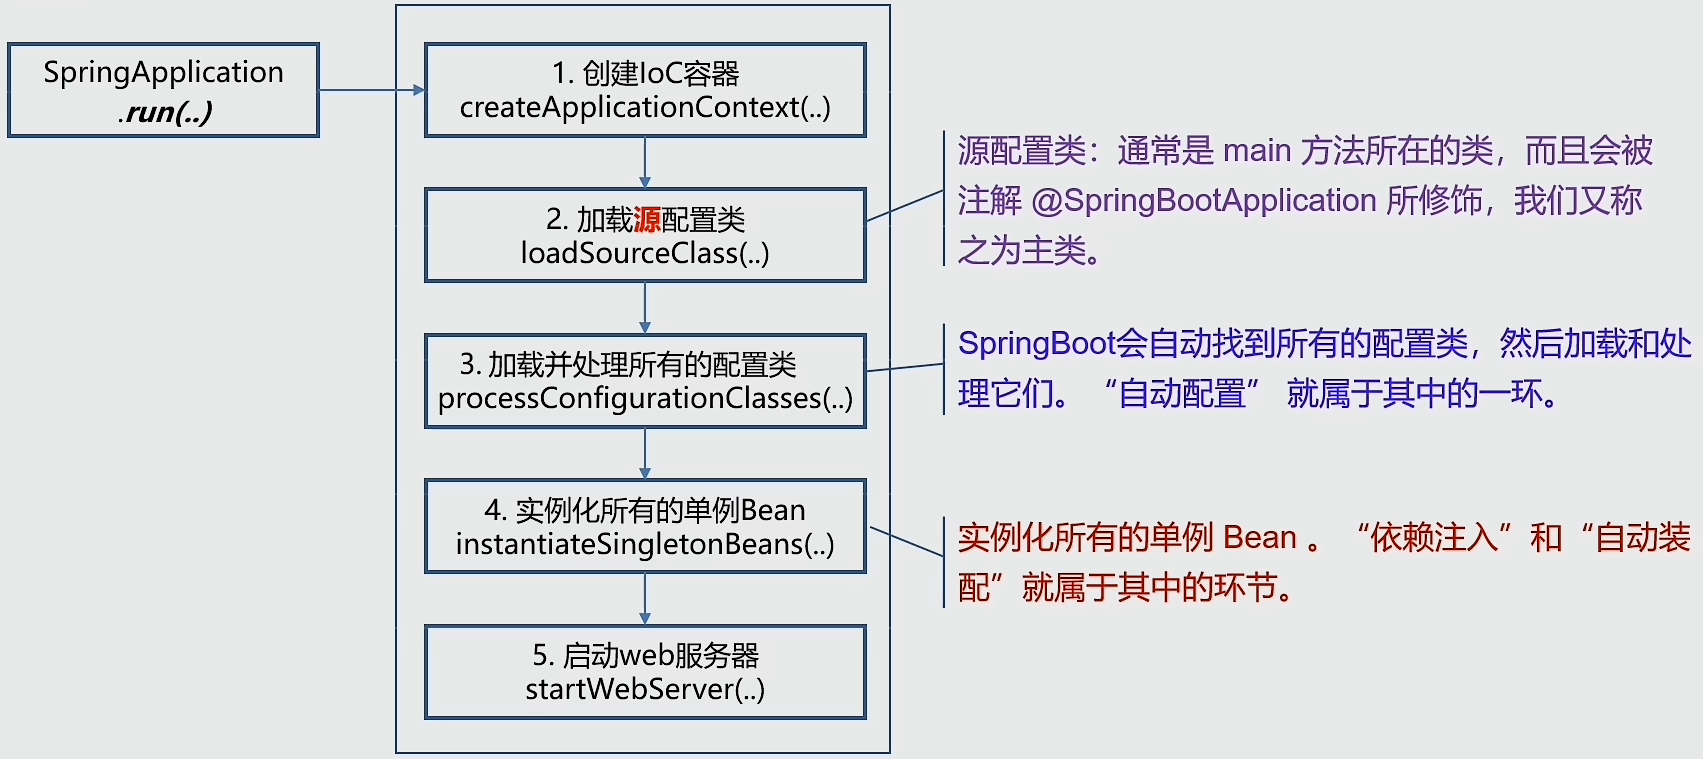 SpringApplication
.run(..)
1. 创建IoC容器
createApplicationContext(..)
2. 加载源配置类
loadSourceClass(..)
源配置类：通常是 main 方法所在的类，而且会被
注解 @SpringBootApplication 所修饰，我们又称
之为主类。
3. 加载并处理所有的配置类
processConfigurationClasses(..)
SpringBoot会自动找到所有的配置类，然后加载和处
理它们。“自动配置” 就属于其中的一环。
4. 实例化所有的单例Bean
instantiateSingletonBeans(..)
实例化所有的单例 Bean 。“依赖注入”和“自动装
配”就属于其中的环节。
5. 启动web服务器
startWebServer(..)